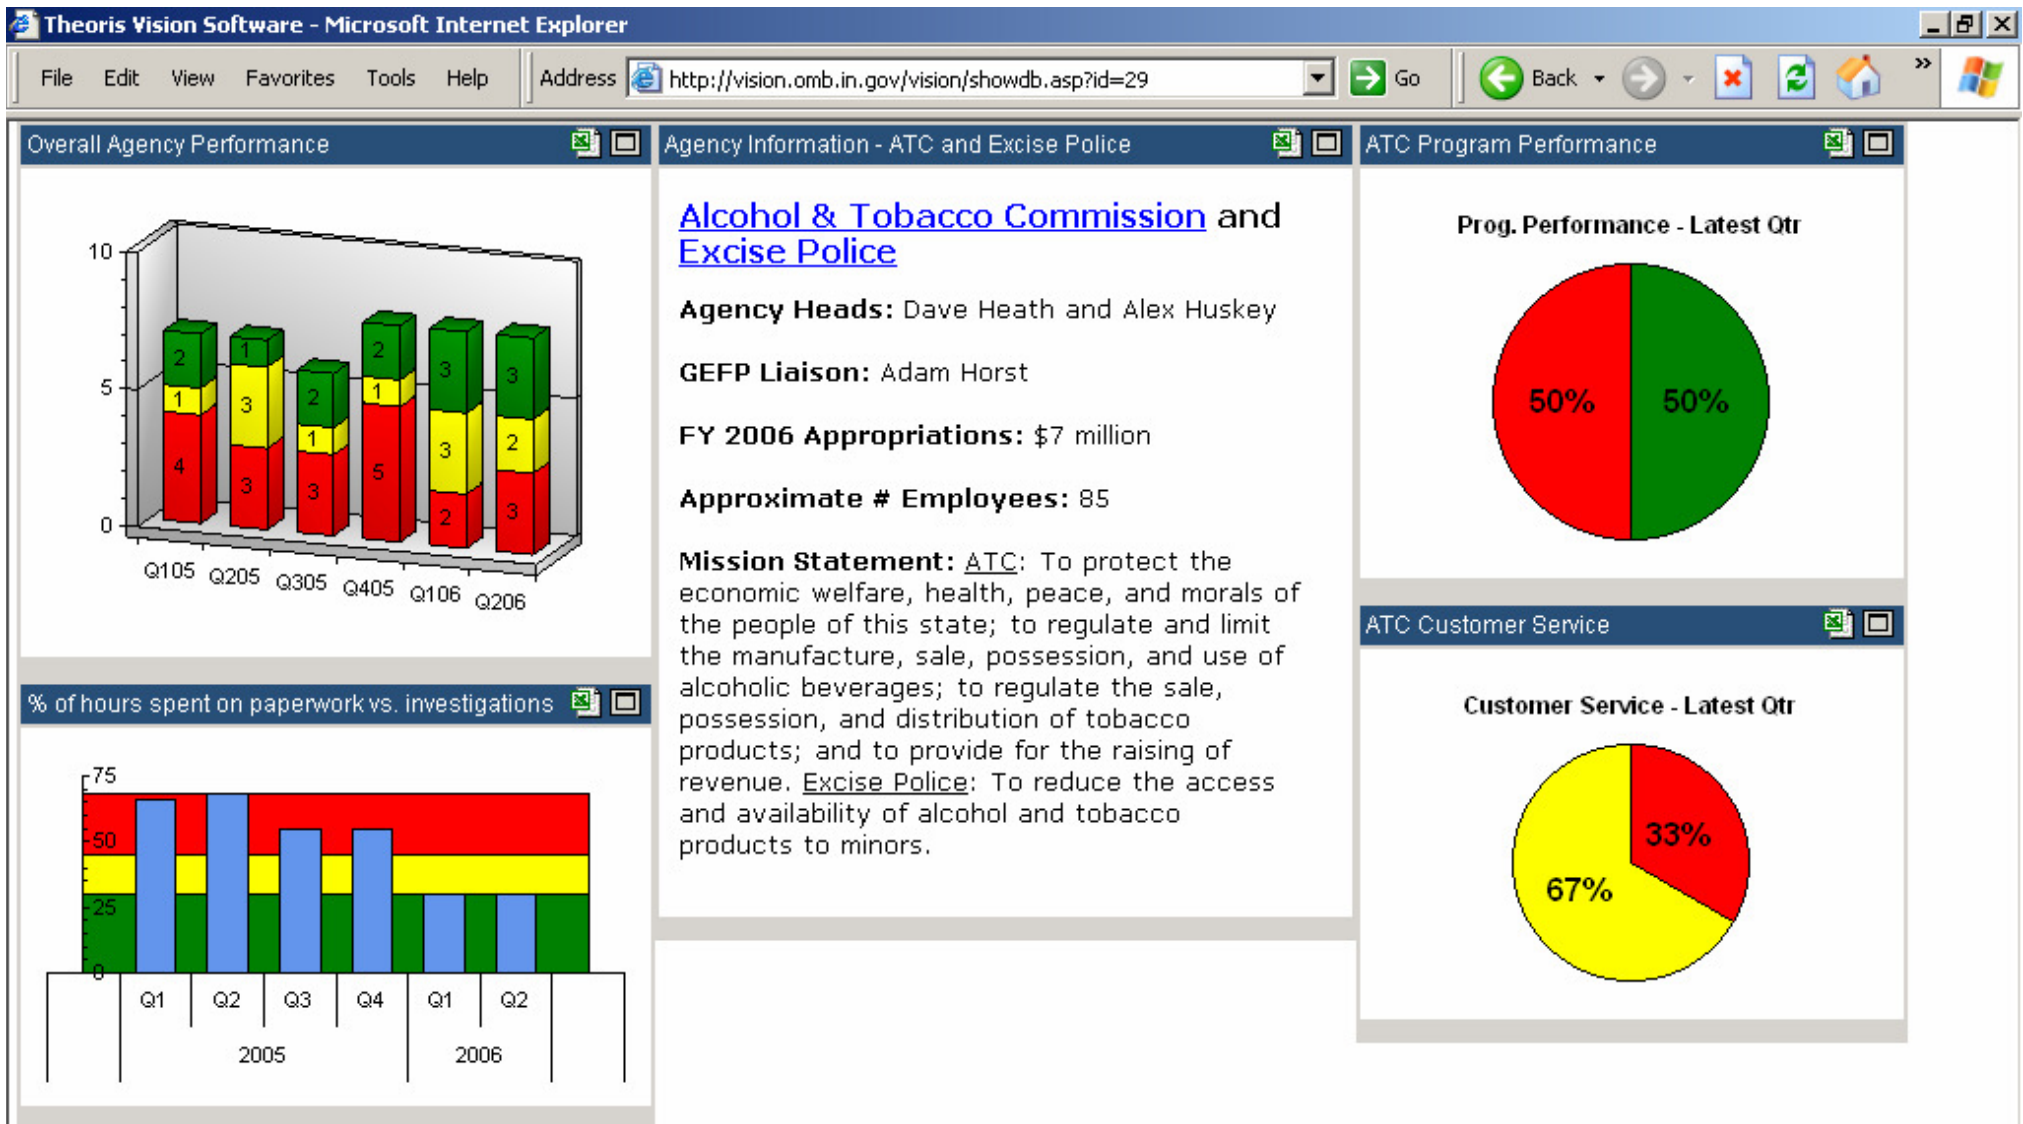 Theoris Vision Software - Microsoft Internet Explorer
File Edit View Favorites Tools Help Address http://vision.omb.in.gov/vision/showdb.asp?id=29 Go Back »
Overall Agency Performance
10
5
0
2 1 2 2 3 3
1 3 1 1 3 2
4 3 3 5 2 3
Q105 Q205 Q305 Q405 Q106 Q206
% of hours spent on paperwork vs. investigations
75
50
25
0
Q1 Q2 Q3 Q4 Q1 Q2
2005 2006
Agency Information - ATC and Excise Police
Alcohol & Tobacco Commission and
Excise Police
Agency Heads: Dave Heath and Alex Huskey
GEFP Liaison: Adam Horst
FY 2006 Appropriations: $7 million
Approximate # Employees: 85
Mission Statement: ATC: To protect the
economic welfare, health, peace, and morals of
the people of this state; to regulate and limit
the manufacture, sale, possession, and use of
alcoholic beverages; to regulate the sale,
possession, and distribution of tobacco
products; and to provide for the raising of
revenue. Excise Police: To reduce the access
and availability of alcohol and tobacco
products to minors.
ATC Program Performance
Prog. Performance - Latest Qtr
50% 50%
ATC Customer Service
Customer Service - Latest Qtr
33%
67%